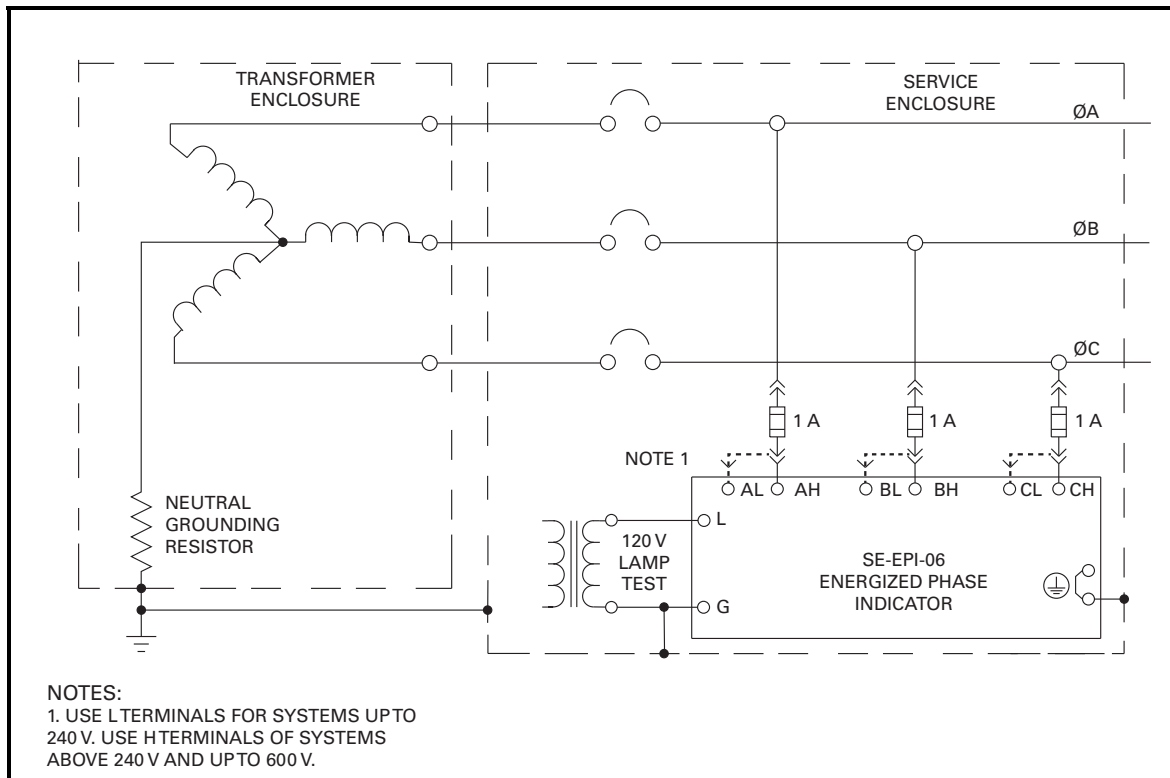 TRANSFORMER
ENCLOSURE
SERVICE
ENCLOSURE
ØA
ØB
ØC
1 A
1 A
1 A
NOTE 1
AL
AH
BL
BH
CL
CH
NEUTRAL
GROUNDING
RESISTOR
L
120 V
LAMP
TEST
G
SE-EPI-06
ENERGIZED PHASE
INDICATOR
NOTES:
1. USE L TERMINALS FOR SYSTEMS UP TO
240 V. USE H TERMINALS OF SYSTEMS
ABOVE 240 V AND UP TO 600 V.